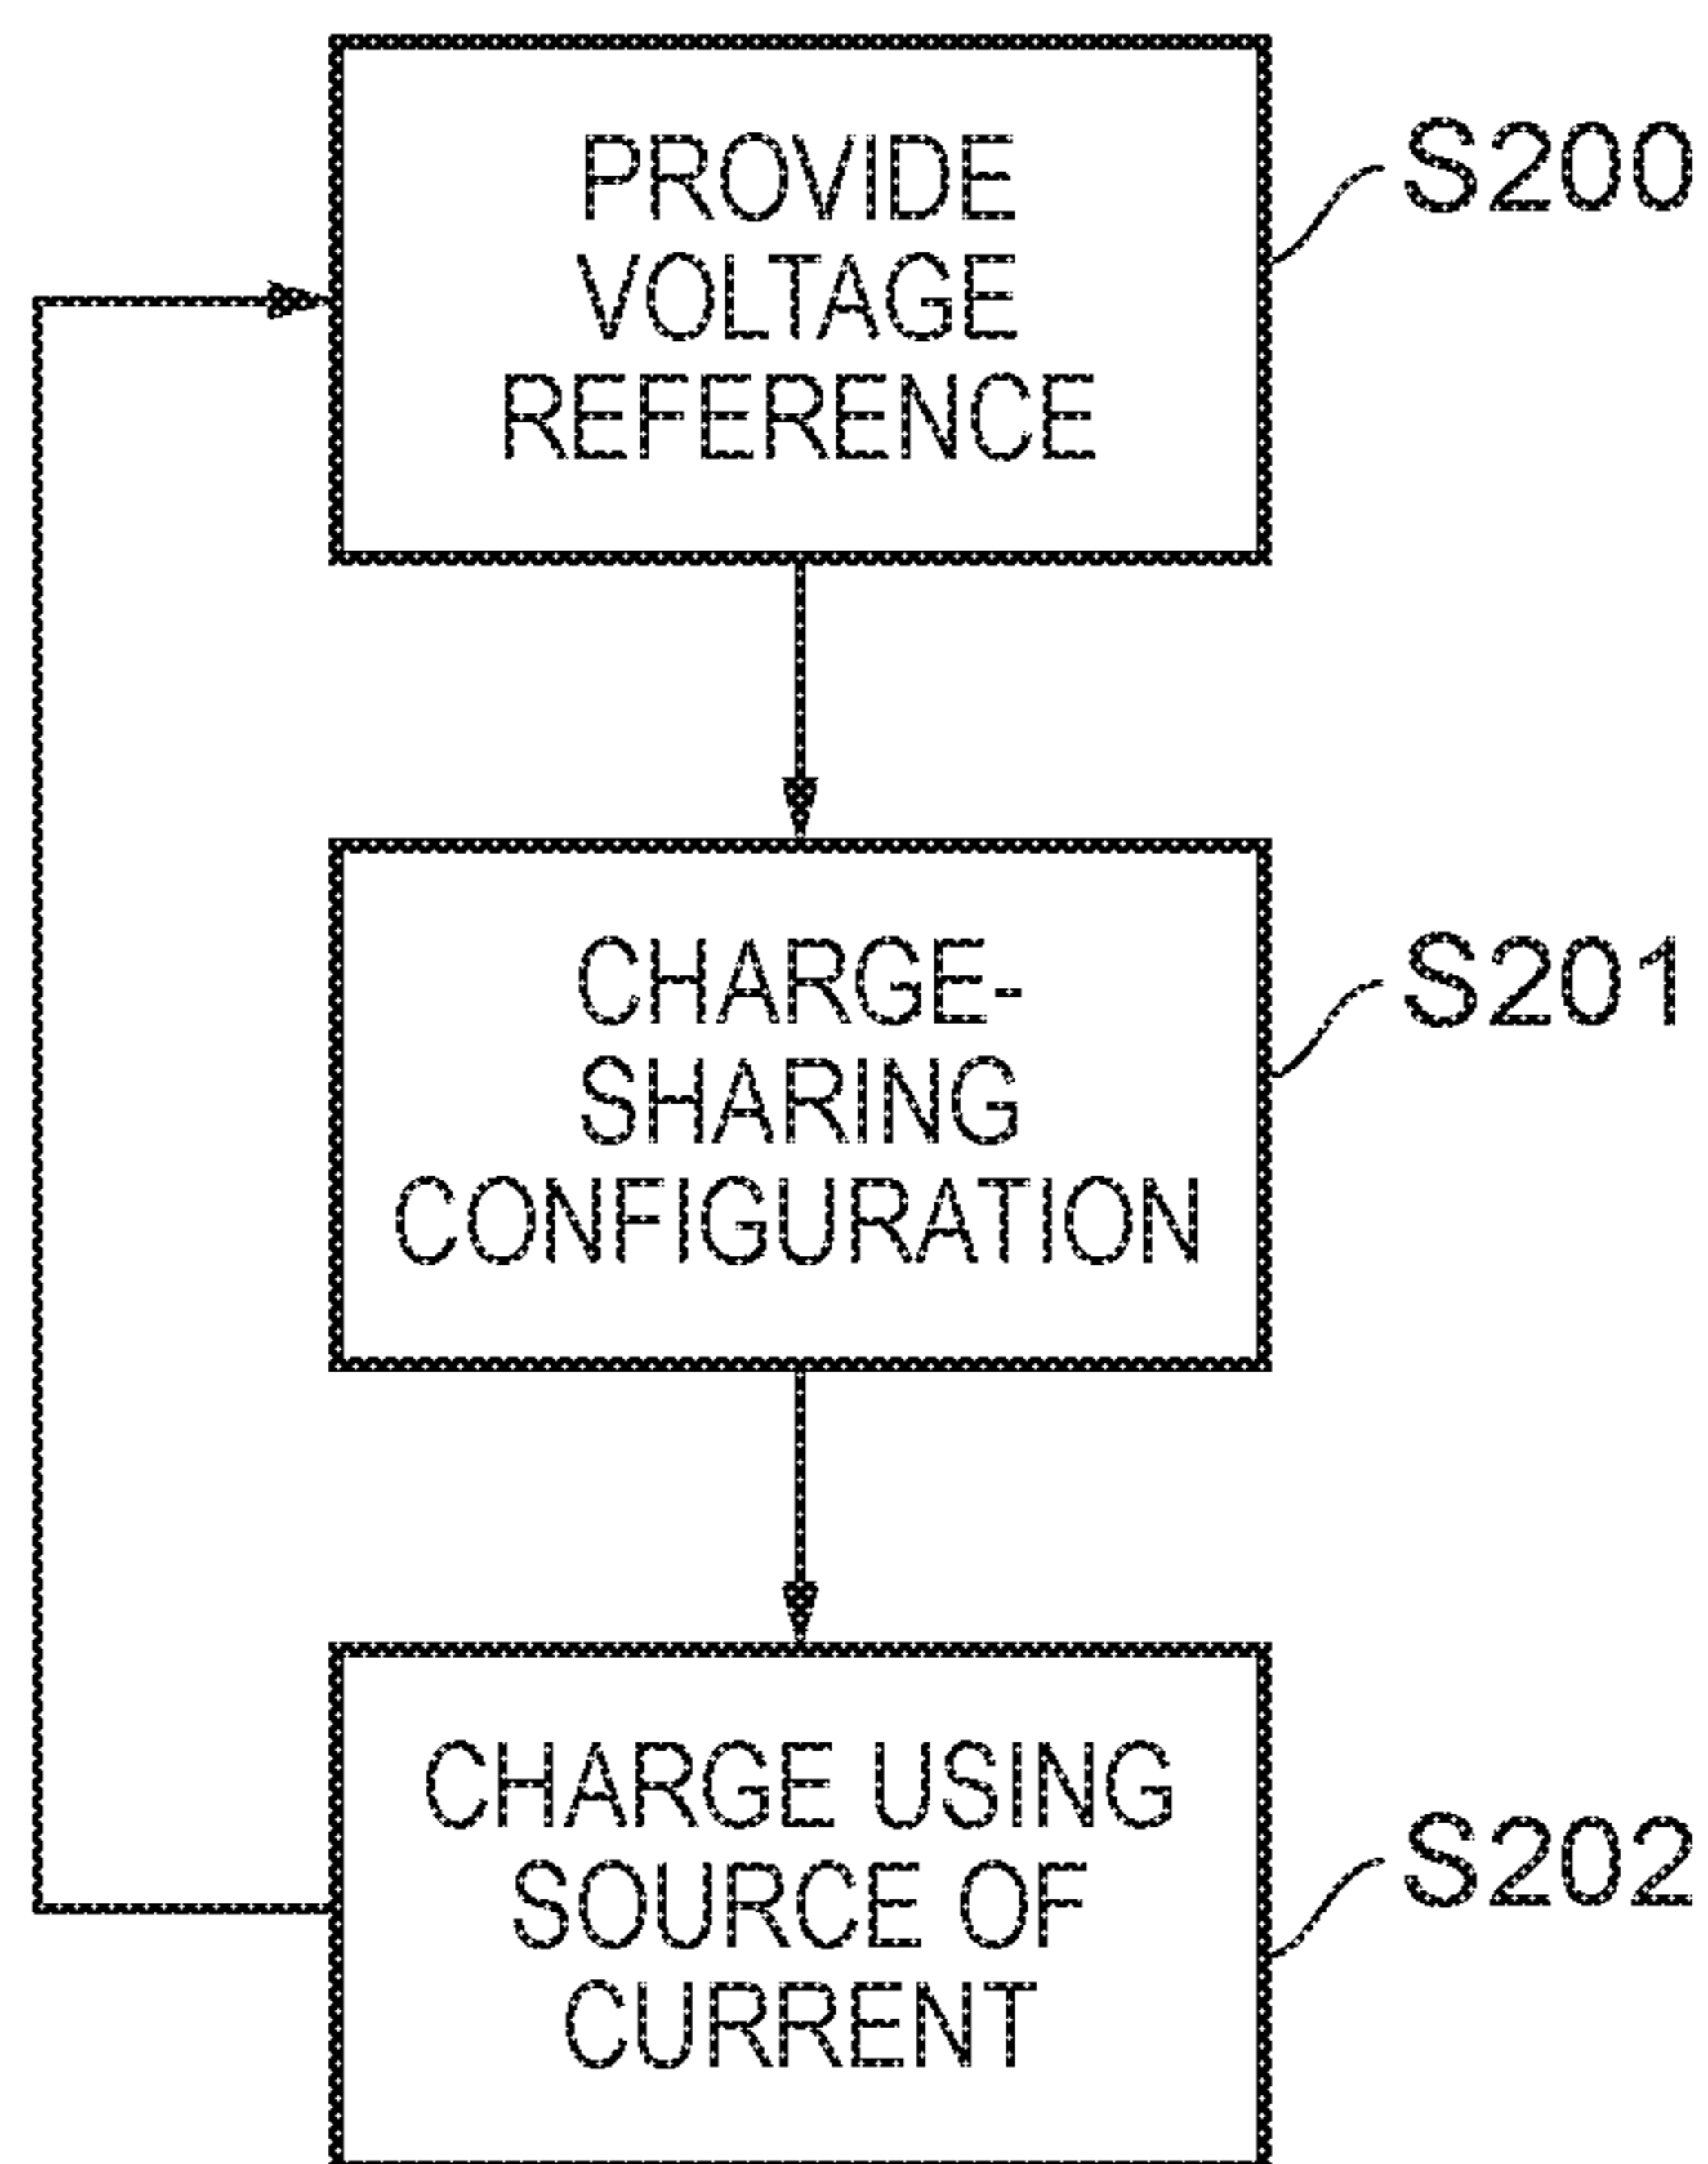 PROVIDE
VOLTAGE
REFERENCE
S200
CHARGE-
SHARING
CONFIGURATION
S201
CHARGE USING
SOURCE OF
CURRENT
S202